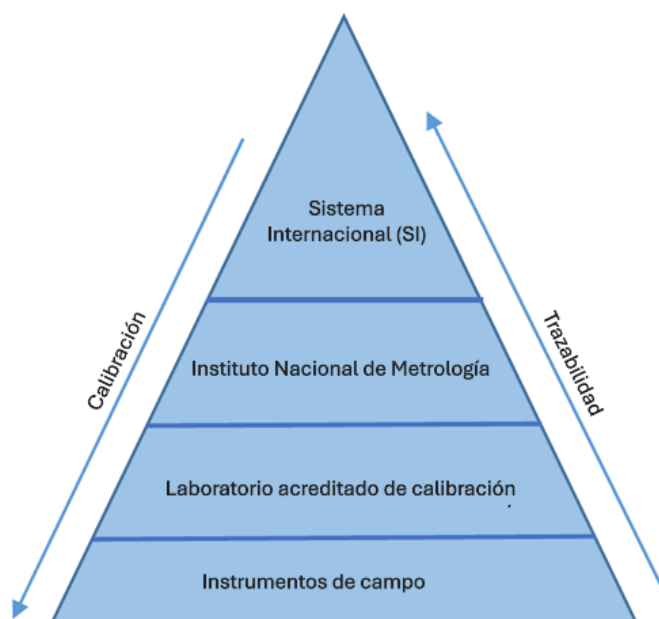 Sistema
Internacional (SI)
Calibración
Trazabilidad
Instituto Nacional de Metrología
Laboratorio acreditado de calibración
Instrumentos de campo